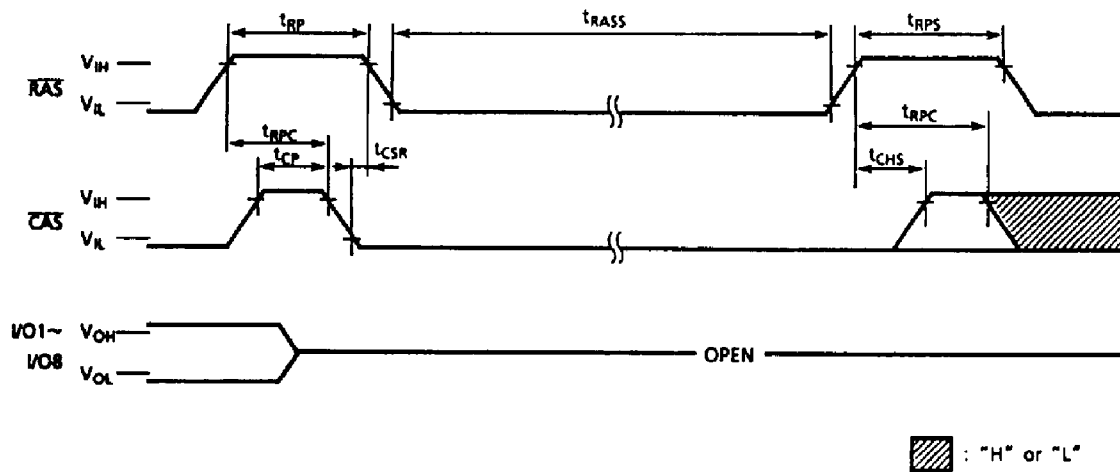 tRP
tRASS
tRPS
VIH
RAS
VIL
tRPC
tRPC
tCP
tCSR
tCHS
VIH
CAS
VIL
I/O1~
VOH
I/O8
VOL
OPEN
: "H" or "L"